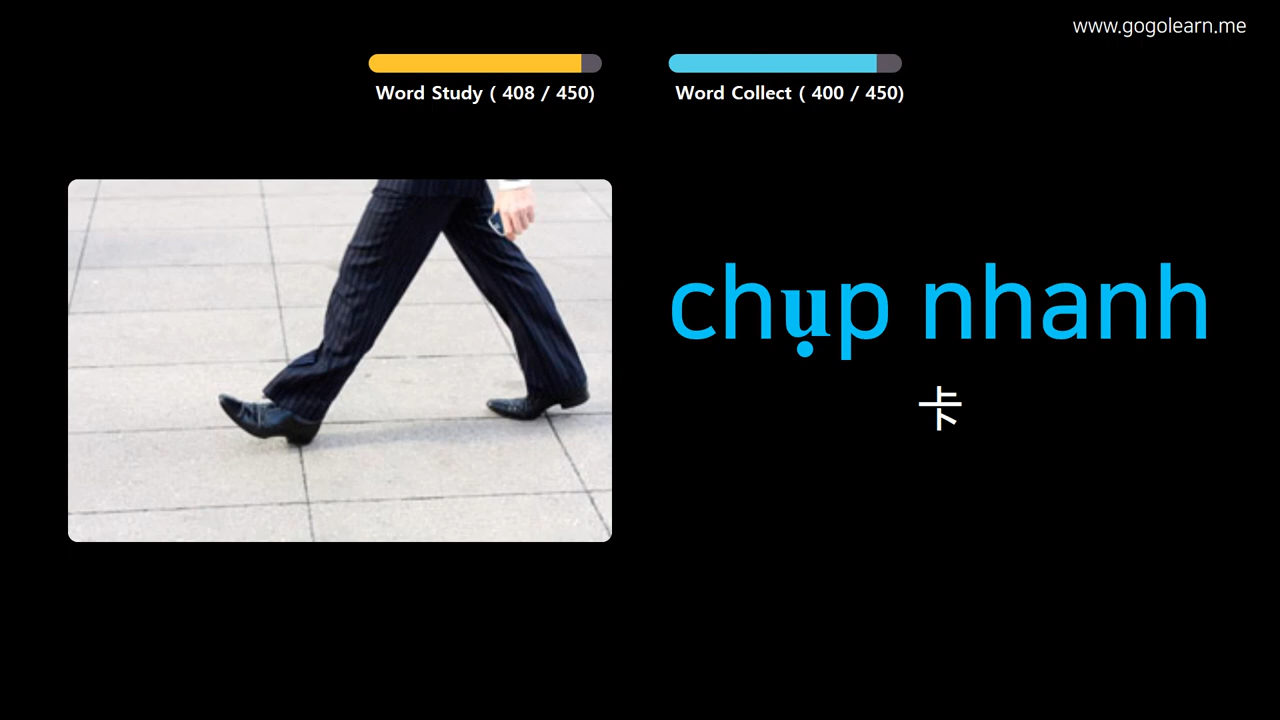 www.gogolearn.me
Word Study ( 408 / 450)
Word Collect ( 400 / 450)
chụp nhanh
卡